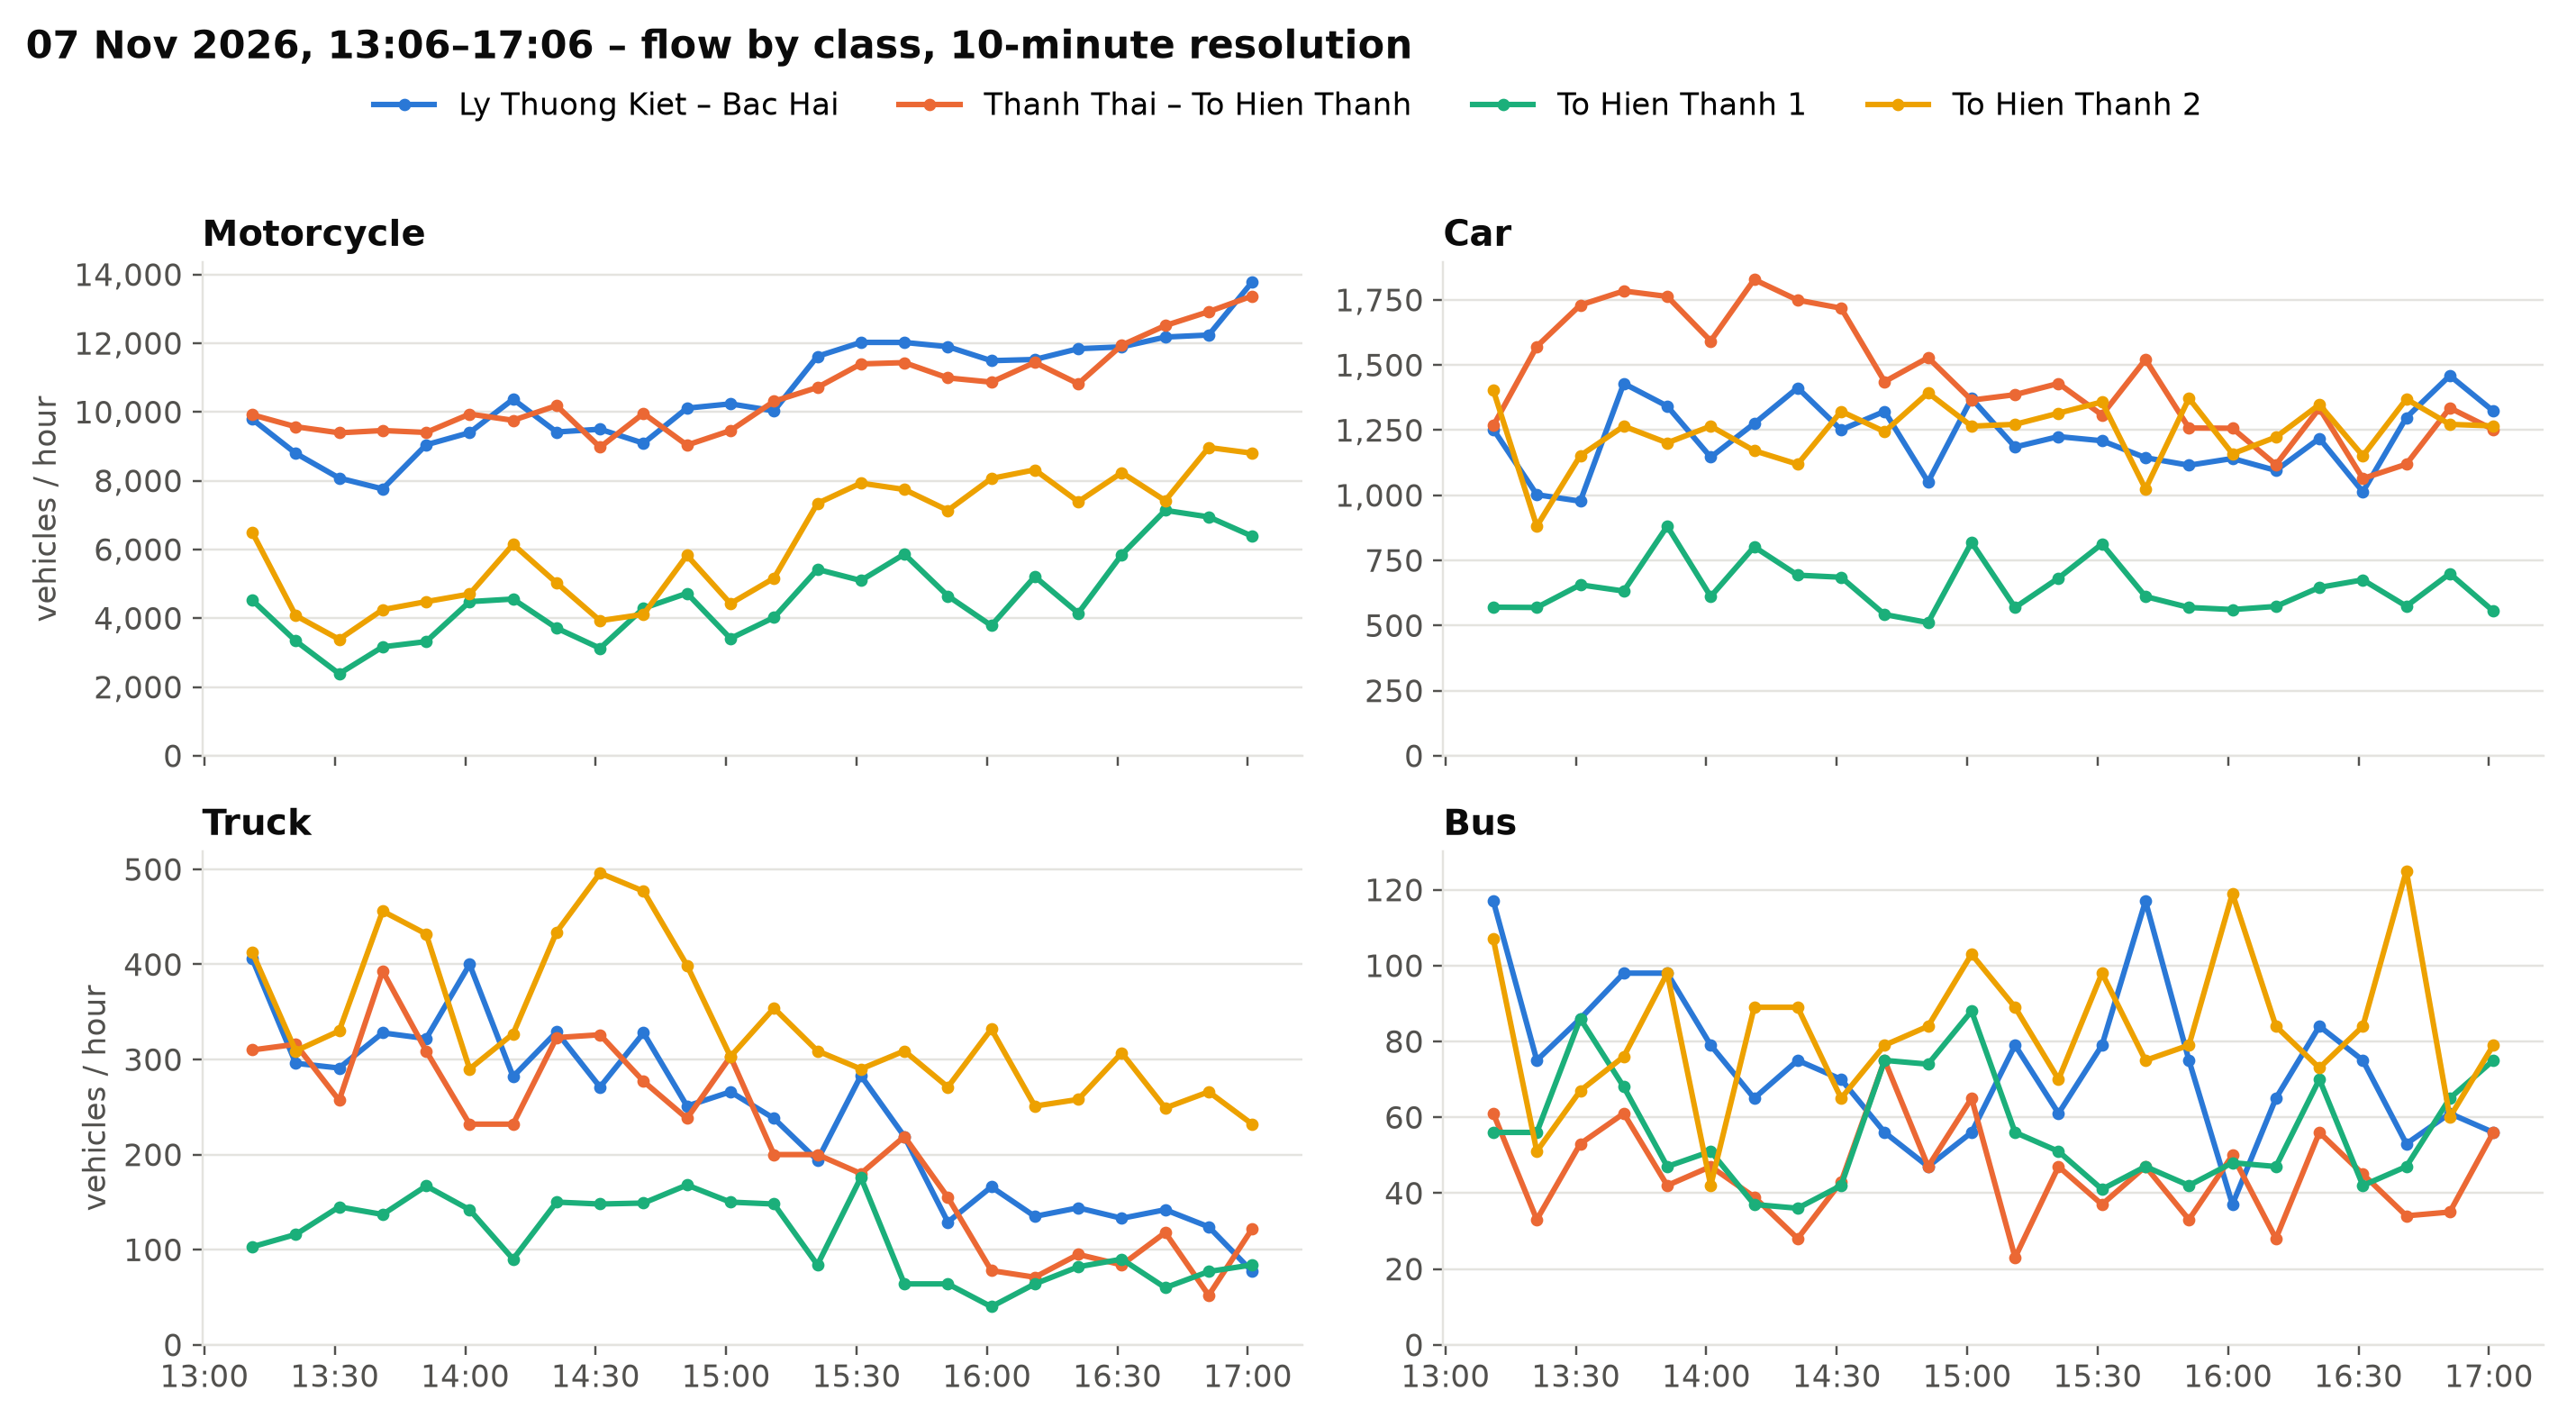 07 Nov 2026, 13:06–17:06 – flow by class, 10-minute resolution
Ly Thuong Kiet – Bac Hai
Thanh Thai – To Hien Thanh
To Hien Thanh 1
To Hien Thanh 2
Motorcycle
14,000
12,000
10,000
8,000
6,000
4,000
2,000
0
vehicles / hour
Car
1,750
1,500
1,250
1,000
750
500
250
0
Truck
500
400
300
200
100
0
vehicles / hour
13:00 13:30 14:00 14:30 15:00 15:30 16:00 16:30 17:00
Bus
120
100
80
60
40
20
0
13:00 13:30 14:00 14:30 15:00 15:30 16:00 16:30 17:00